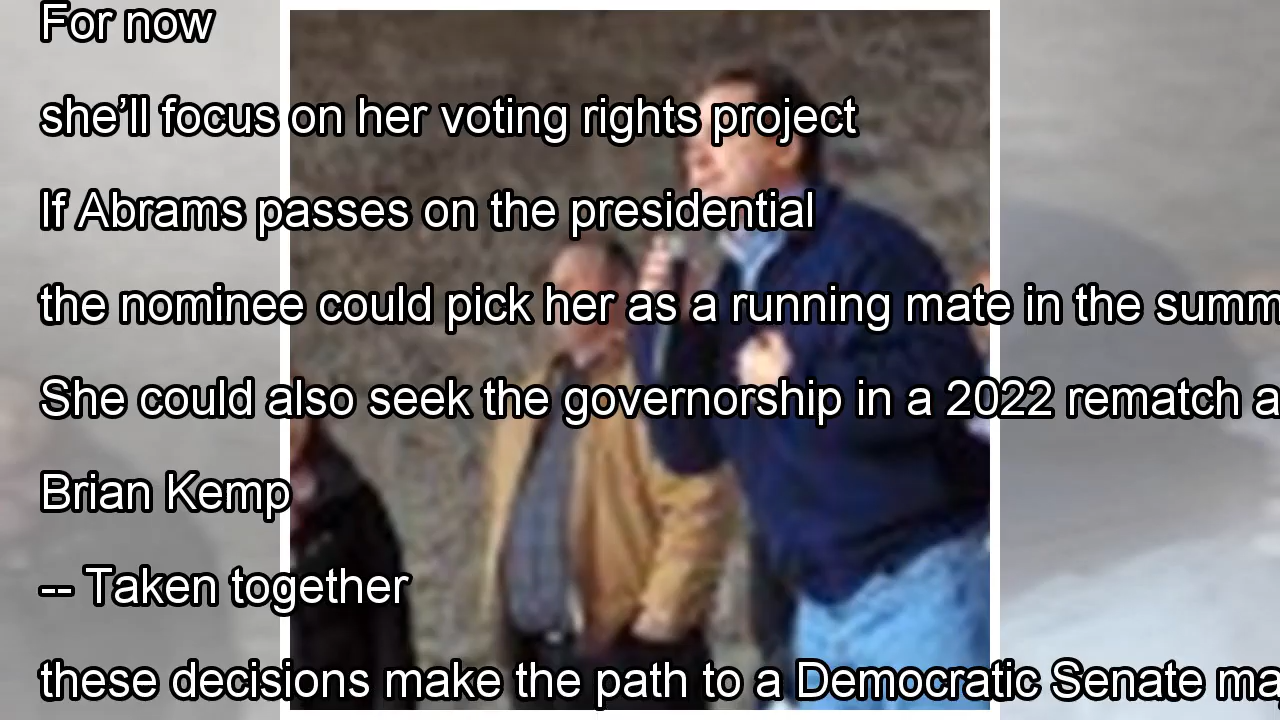 For now
she’ll focus on her voting rights project
If Abrams passes on the presidential
the nominee could pick her as a running mate in the summ
She could also seek the governorship in a 2022 rematch a
Brian Kemp
-- Taken together
these decisions make the path to a Democratic Senate ma